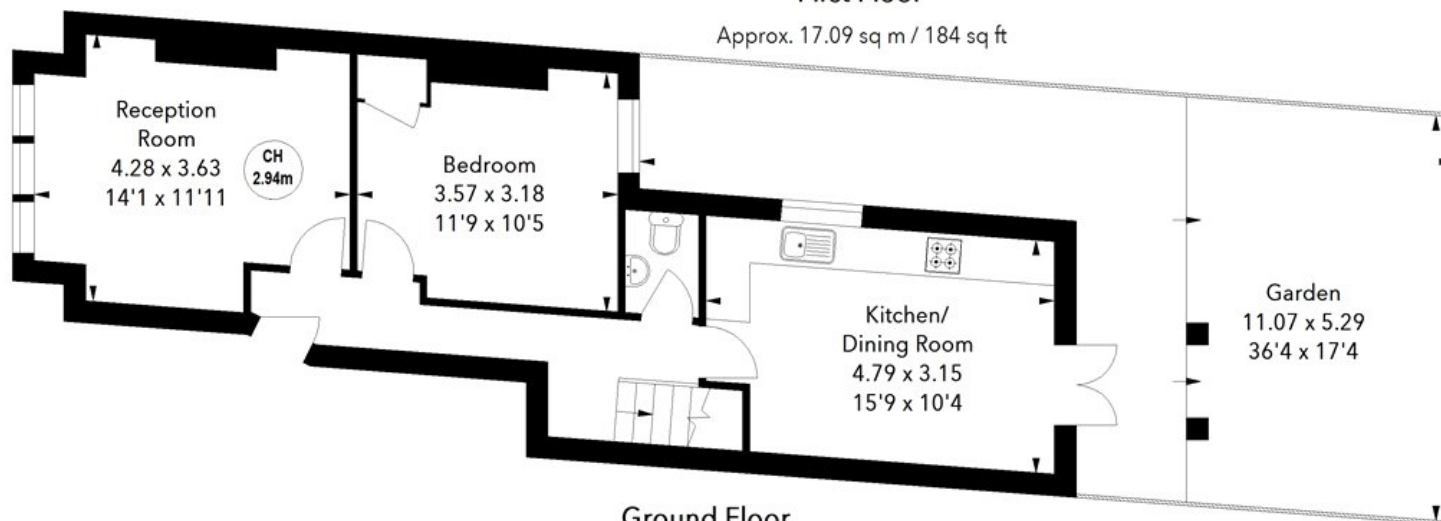 First Floor
Approx. 17.09 sq m / 184 sq ft
Reception
Room
4.28 x 3.63
14'1 x 11'11
CH
2.94m
Bedroom
3.57 x 3.18
11'9 x 10'5
Kitchen/
Dining Room
4.79 x 3.15
15'9 x 10'4
Garden
11.07 x 5.29
36'4 x 17'4
Ground Floor